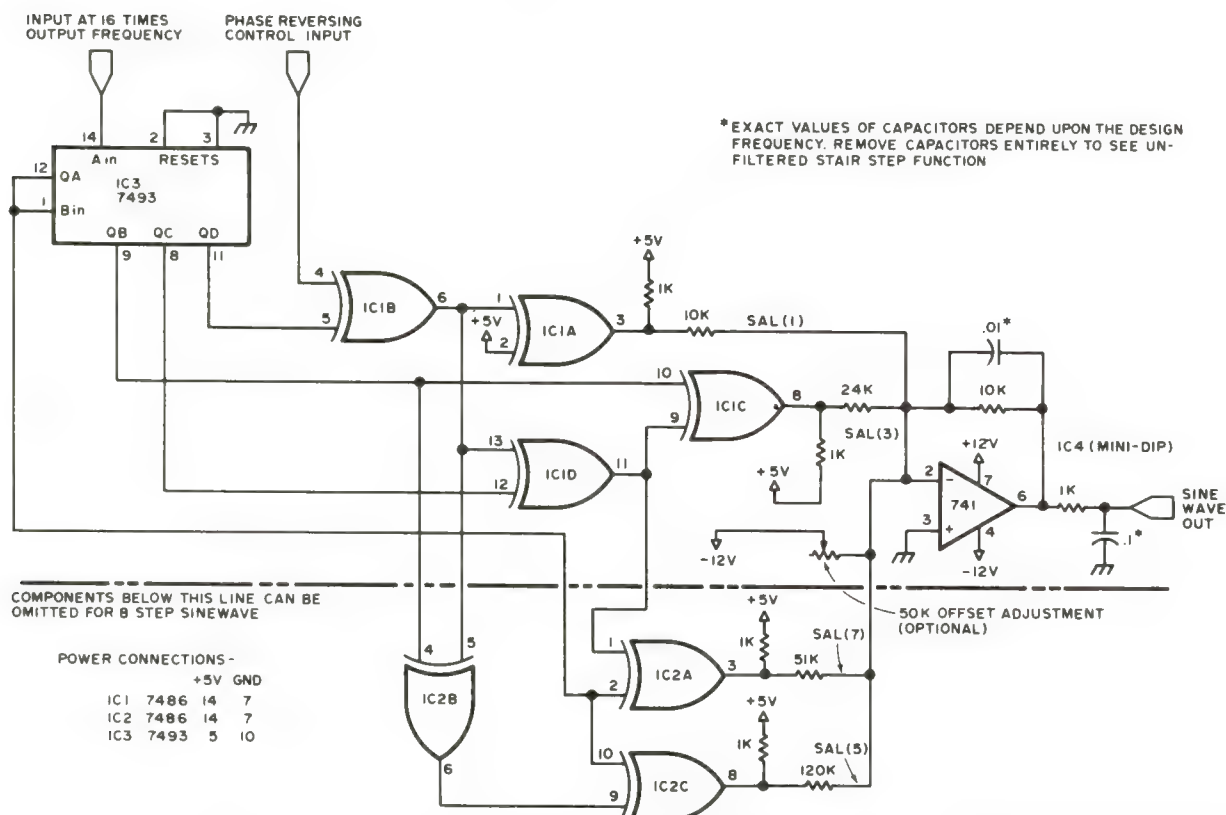 INPUT AT 16 TIMES
OUTPUT FREQUENCY
PHASE REVERSING
CONTROL INPUT
*EXACT VALUES OF CAPACITORS DEPEND UPON THE DESIGN
FREQUENCY. REMOVE CAPACITORS ENTIRELY TO SEE UN-
FILTERED STAIR STEP FUNCTION
14
2
3
Ain
RESETS
12
QA
IC3
7493
1
Bin
QB
QC
QD
9
8
11
4
5
IC1B
6
1
+5V
2
IC1A
3
+5V
1K
10K
SAL(1)
10
9
IC1C
8
24K
SAL(3)
1K
+5V
13
12
IC1D
11
.01*
10K
IC4 (MINI-DIP)
+12V
2
-
7
741
6
3
+
4
-12V
1K
.1*
SINE
WAVE
OUT
-12V
50K OFFSET ADJUSTMENT
(OPTIONAL)
COMPONENTS BELOW THIS LINE CAN BE
OMITTED FOR 8 STEP SINEWAVE
POWER CONNECTIONS-
+5V GND
IC1 7486 14 7
IC2 7486 14 7
IC3 7493 5 10
4
5
IC2B
6
1
2
IC2A
3
+5V
1K
51K
SAL(7)
10
9
IC2C
8
+5V
1K
120K
SAL(5)